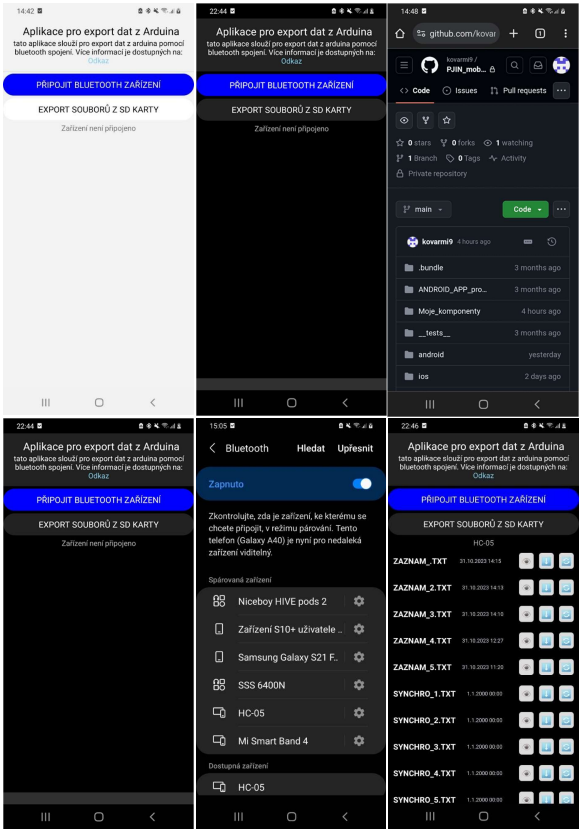 14:42
Aplikace pro export dat z Arduina
tato aplikace slouží pro export dat z arduina pomocí
bluetooth spojení. Více informací je dostupných na:
Odkaz
PŘIPOJIT BLUETOOTH ZAŘÍZENÍ
EXPORT SOUBORŮ Z SD KARTY
Zařízení není připojeno
22:44
Aplikace pro export dat z Arduina
tato aplikace slouží pro export dat z arduina pomocí
bluetooth spojení. Více informací je dostupných na:
Odkaz
PŘIPOJIT BLUETOOTH ZAŘÍZENÍ
EXPORT SOUBORŮ Z SD KARTY
Zařízení není připojeno
14:48
github.com/kovar
1
kovarmi9 /
PJIN_mob...
Code
Issues
Pull requests
0 stars
0 forks
1 watching
1 Branch
0 Tags
Activity
Private repository
main
Code
kovarmi9 4 hours ago
.bundle 3 months ago
ANDROID_APP_pro... 3 months ago
Moje_komponenty 4 hours ago
__tests__ 3 months ago
android yesterday
ios 2 days ago
22:44
Aplikace pro export dat z Arduina
tato aplikace slouží pro export dat z arduina pomocí
bluetooth spojení. Více informací je dostupných na:
Odkaz
PŘIPOJIT BLUETOOTH ZAŘÍZENÍ
EXPORT SOUBORŮ Z SD KARTY
Zařízení není připojeno
15:05
Bluetooth Hledat Upřesnit
Zapnuto
Zkontrolujte, zda je zařízení, ke kterému se
chcete připojit, v režimu párování. Tento
telefon (Galaxy A40) je nyní pro nedaleká
zařízení viditelný.
Spárovaná zařízení
Niceboy HIVE pods 2
Zařízení S10+ uživatele ..
Samsung Galaxy S21 F..
SSS 6400N
HC-05
Mi Smart Band 4
Dostupná zařízení
HC-05
22:46
Aplikace pro export dat z Arduina
tato aplikace slouží pro export dat z arduina pomocí
bluetooth spojení. Více informací je dostupných na:
Odkaz
PŘIPOJIT BLUETOOTH ZAŘÍZENÍ
EXPORT SOUBORŮ Z SD KARTY
HC-05
ZAZNAM_.TXT 31.10.2023 14:15
ZAZNAM_2.TXT 31.10.2023 14:13
ZAZNAM_3.TXT 31.10.2023 14:10
ZAZNAM_4.TXT 31.10.2023 12:27
ZAZNAM_5.TXT 31.10.2023 11:20
SYNCHRO_1.TXT 1.1.2000 00:00
SYNCHRO_2.TXT 1.1.2000 00:00
SYNCHRO_3.TXT 1.1.2000 00:00
SYNCHRO_4.TXT 1.1.2000 00:00
SYNCHRO_5.TXT 1.1.2000 00:00